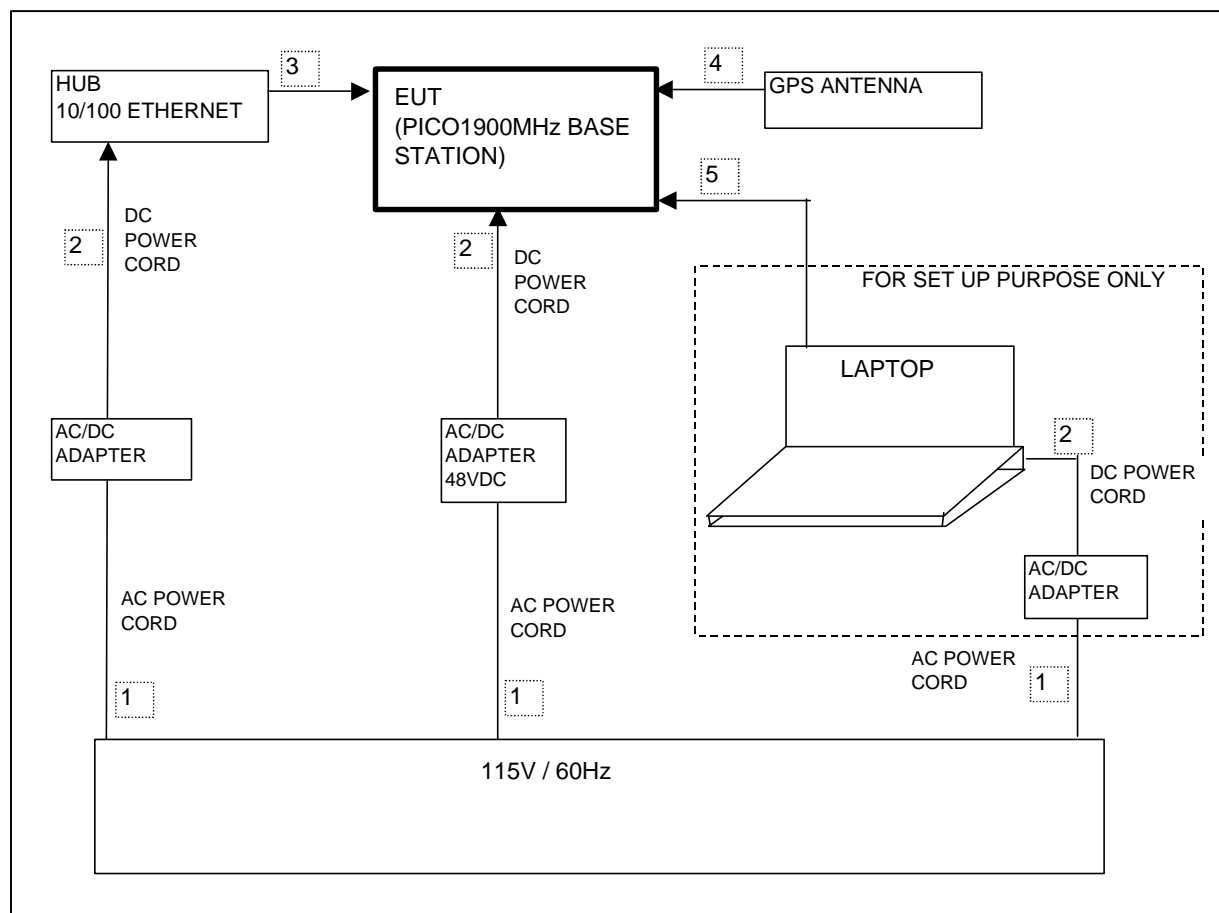 3
HUB
10/100 ETHERNET
EUT
(PICO1900MHz BASE
STATION)
4
GPS ANTENNA
5
2
DC
POWER
CORD
2
DC
POWER
CORD
FOR SET UP PURPOSE ONLY
LAPTOP
2
DC POWER
CORD
AC/DC
ADAPTER
AC/DC
ADAPTER
48VDC
AC/DC
ADAPTER
AC POWER
CORD
AC POWER
CORD
AC POWER
CORD
1
1
1
115V / 60Hz